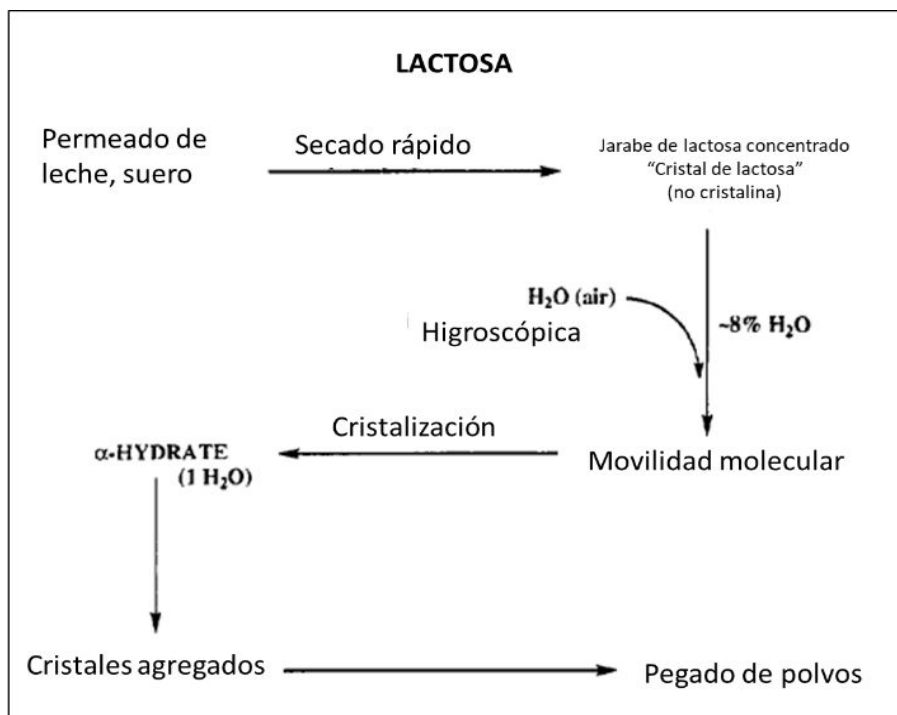 LACTOSA
Permeado de
leche, suero
Secado rápido
Jarabe de lactosa concentrado
“Cristal de lactosa”
(no cristalina)
H₂O (air)
Higroscópica
~8% H₂O
Cristalización
α-HYDRATE
(1 H₂O)
Movilidad molecular
Cristales agregados
Pegado de polvos